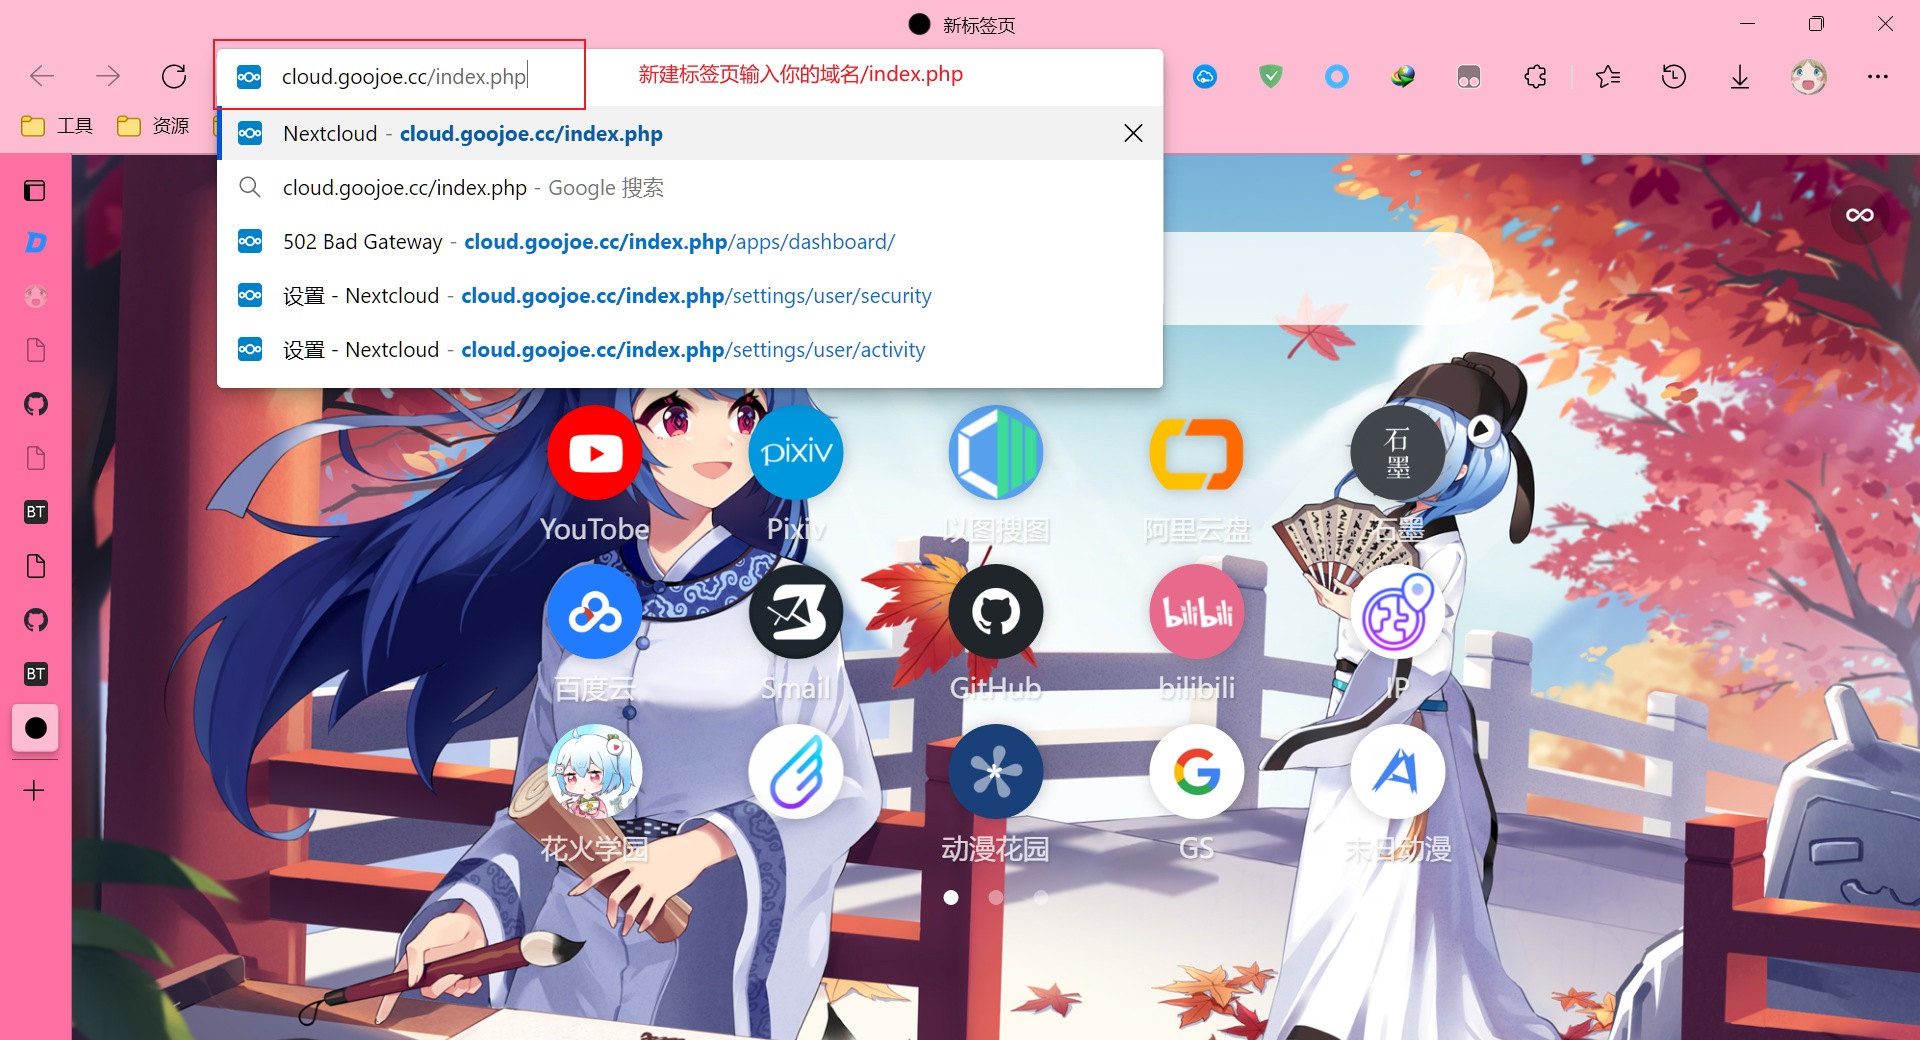 新标签页
cloud.goojoe.cc/index.php
新建标签页输入你的域名/index.php
工具
资源
Nextcloud - cloud.goojoe.cc/index.php
cloud.goojoe.cc/index.php - Google 搜索
502 Bad Gateway - cloud.goojoe.cc/index.php/apps/dashboard/
设置 - Nextcloud - cloud.goojoe.cc/index.php/settings/user/security
设置 - Nextcloud - cloud.goojoe.cc/index.php/settings/user/activity
BT
BT
pixiv
石墨
YouTobe
Pixiv
以图搜图
阿里云盘
石墨
bilibili
百度云
Smail
GitHub
bilibili
IP
花火学园
动漫花园
GS
末日动漫